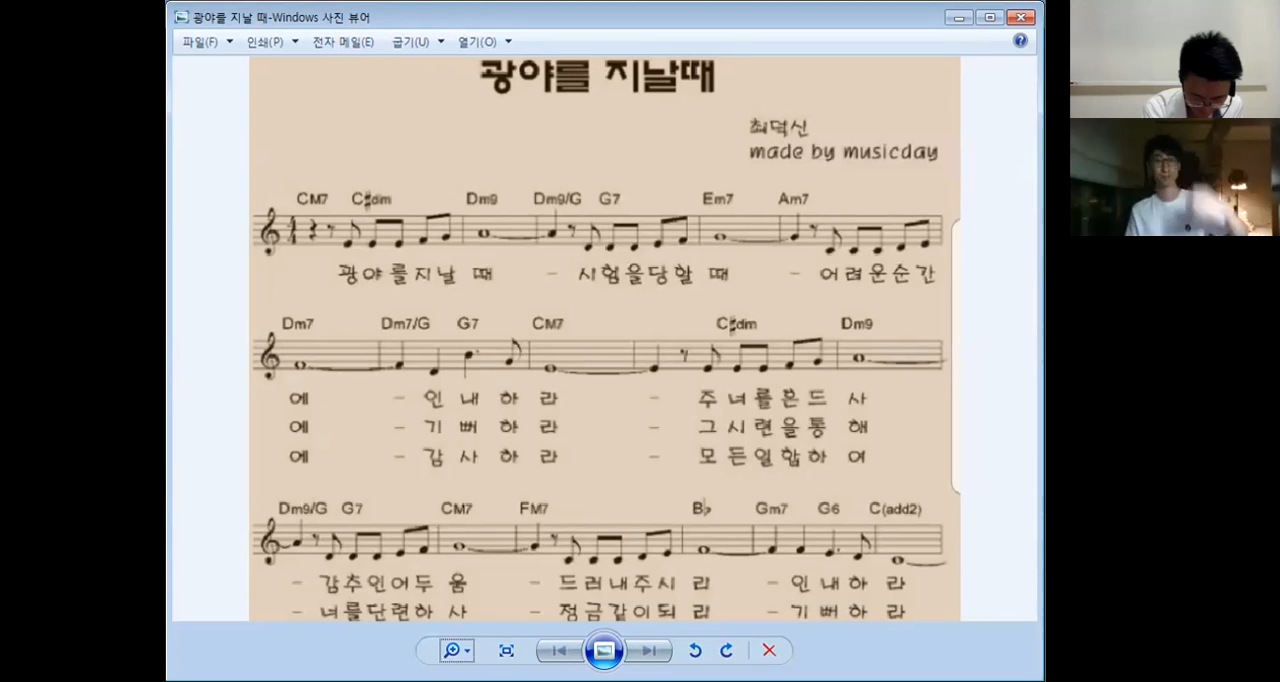 광야를 지날 때-Windows 사진 뷰어
파일(F) 인쇄(P) 전자 메일(E) 굽기(U) 열기(O)
광야를 지날때
최덕신
made by musicday
CM7 C#dim Dm9 Dm9/G G7 Em7 Am7
광야를지날 때 - 시험을당할 때 - 어려운순간
Dm7 Dm7/G G7 CM7 C#dim Dm9
에 - 인 내 하 라 - 주 너를흔드 사
에 - 기 뻐 하 라 - 그시련을통 해
에 - 감 사 하 라 - 모든일합하 여
Dm9/G G7 CM7 FM7 B♭ Gm7 G6 C(add2)
- 감추인어두 움 - 드러내주시 리 - 인 내 하 라
- 너를단련하 사 - 정금같이되 리 - 기 뻐 하 라